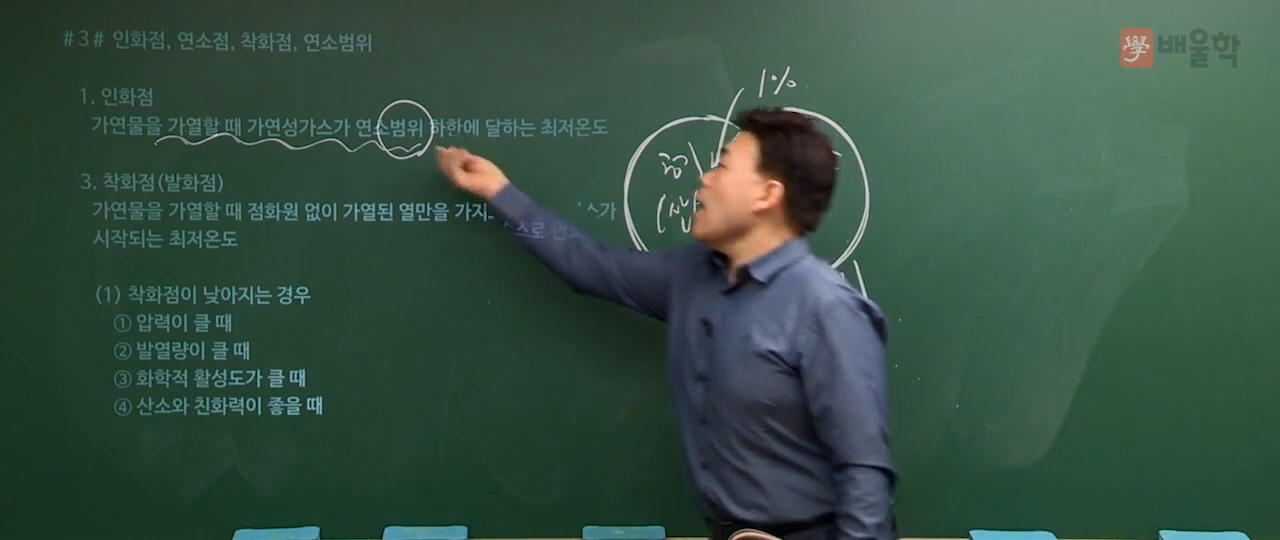 #3# 인화점, 연소점, 착화점, 연소범위
學 배울학
1%
1. 인화점
가연물을 가열할 때 가연성가스가 연소범위 하한에 달하는 최저온도
3. 착화점(발화점)
가연물을 가열할 때 점화원 없이 가열된 열만을 가지
시작되는 최저온도
(1) 착화점이 낮아지는 경우
① 압력이 클 때
② 발열량이 클 때
③ 화학적 활성도가 클 때
④ 산소와 친화력이 좋을 때